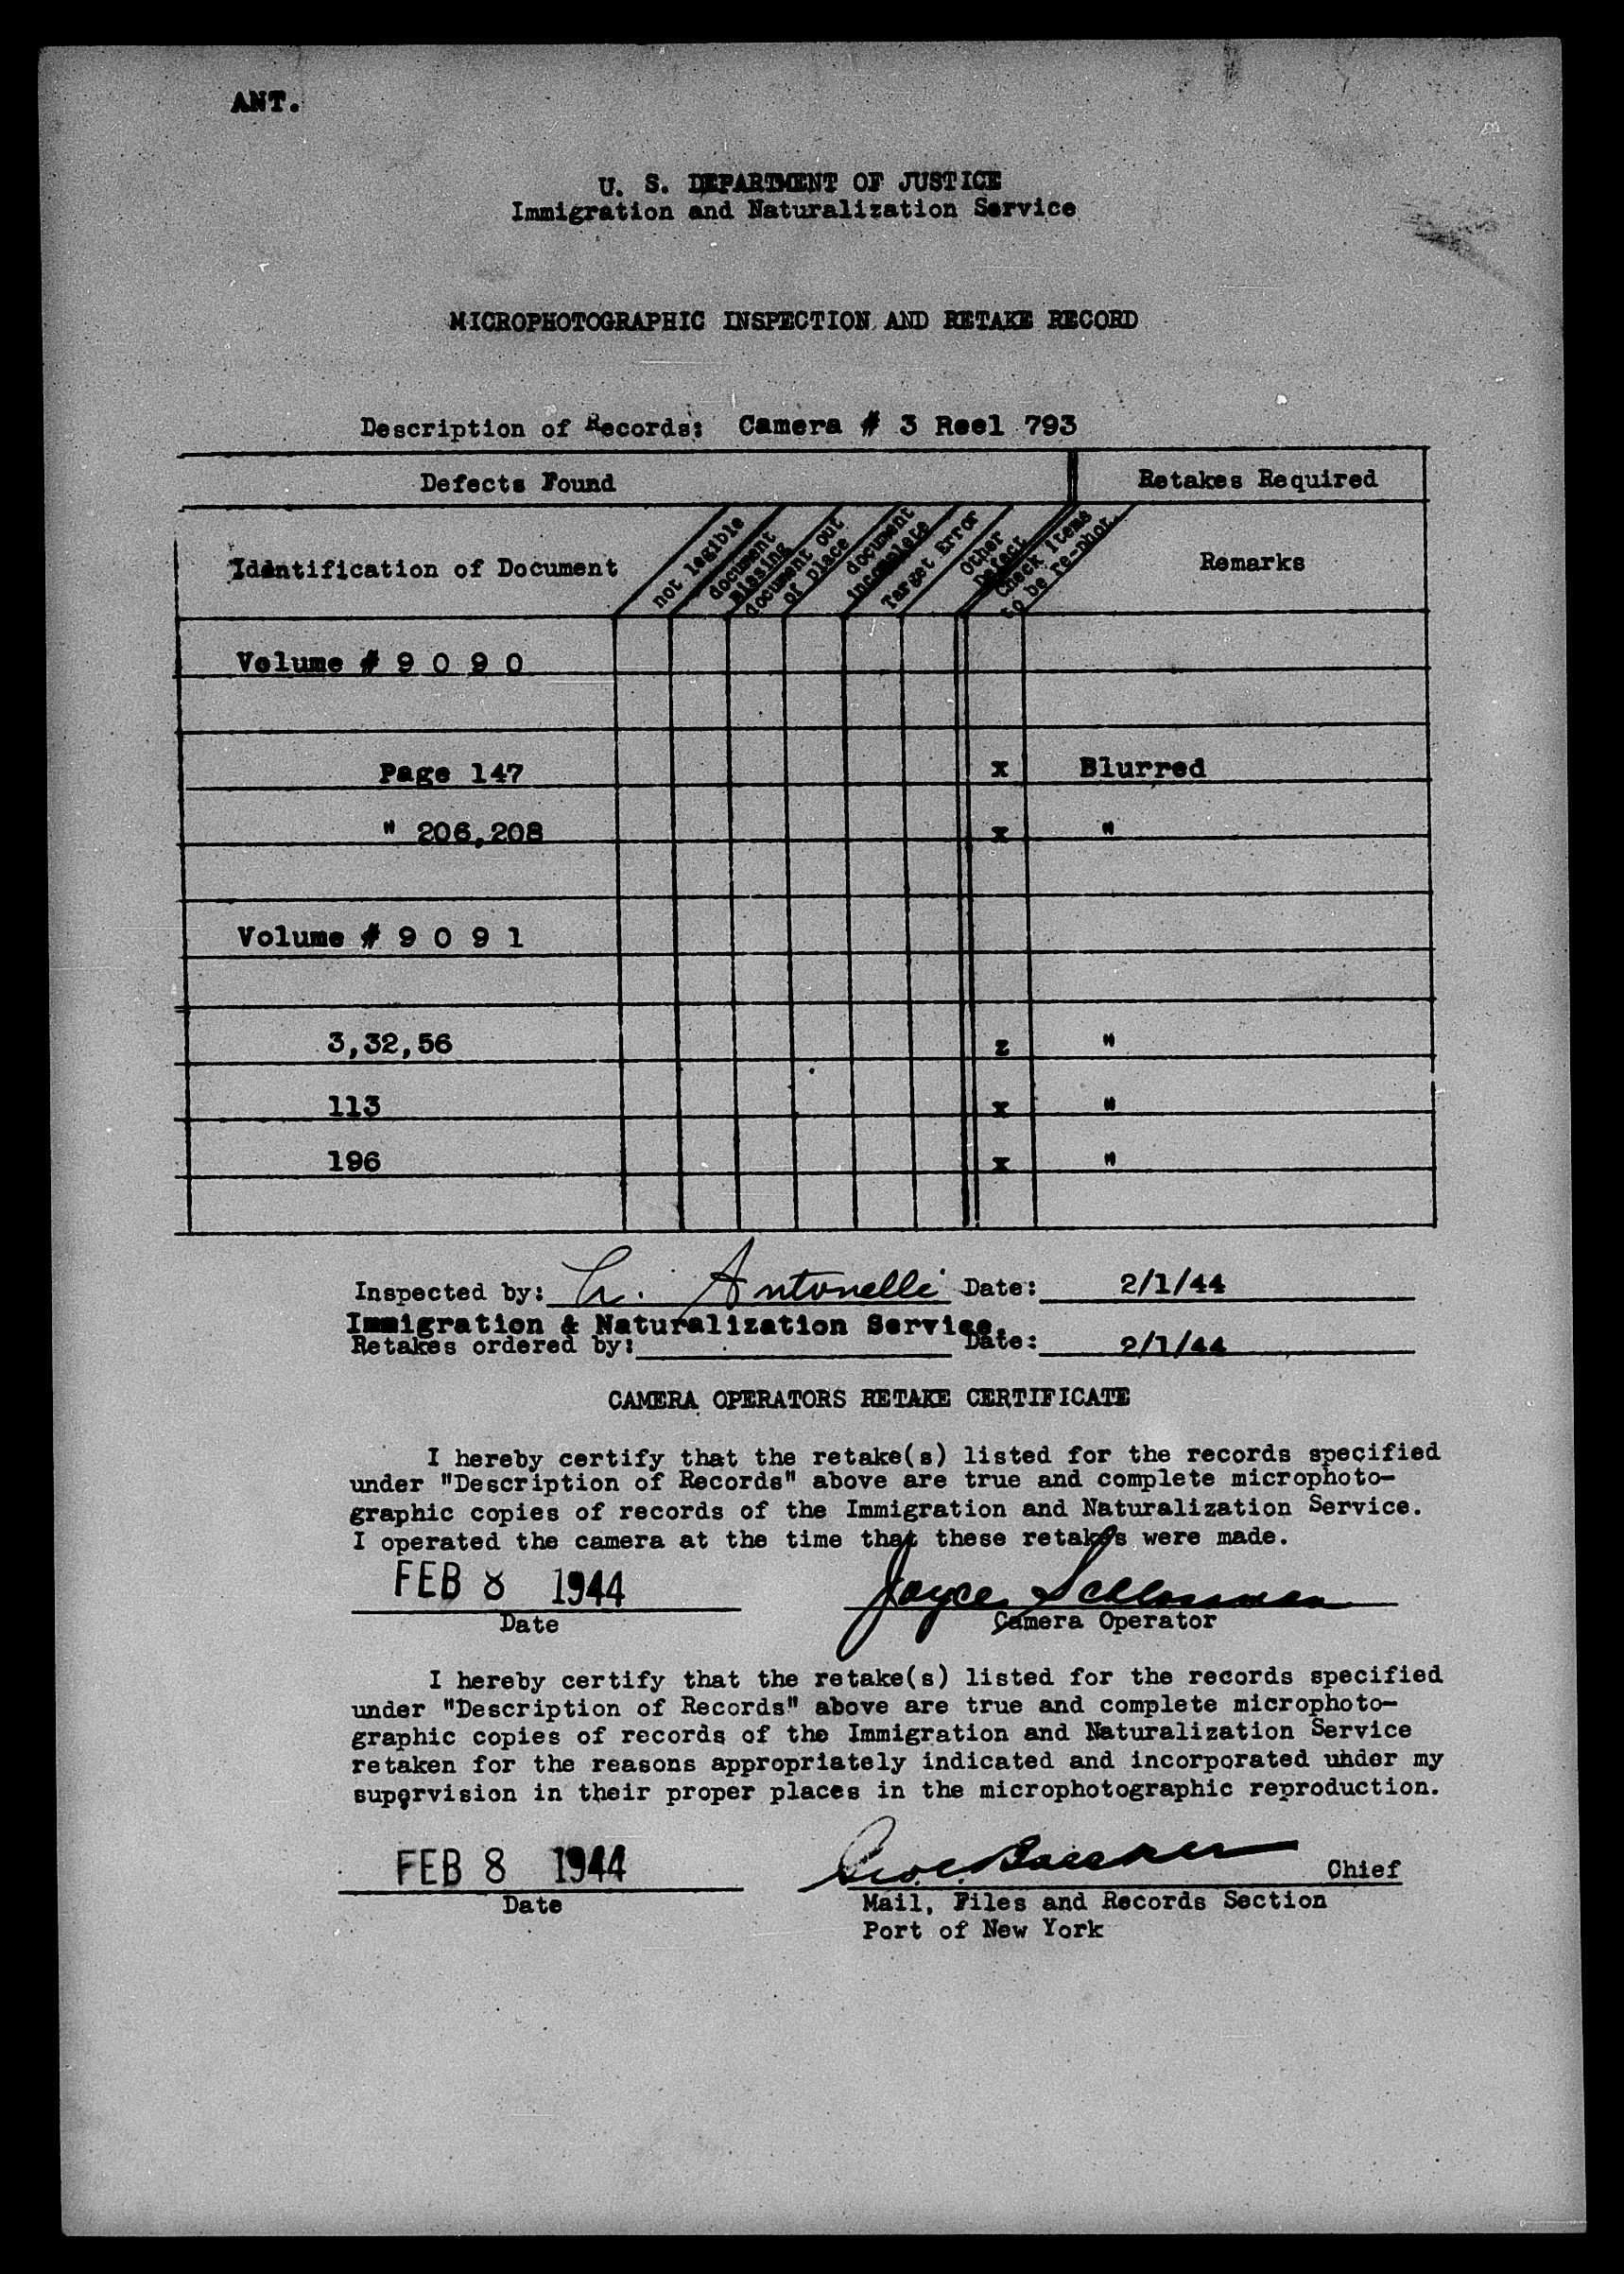 ANT.
U. S. DEPARTMENT OF JUSTICE
Immigration and Naturalization Service
MICROPHOTOGRAPHIC INSPECTION AND RETAKE RECORD
Description of Records: Camera # 3 Reel 793
Defects Found
Retakes Required
Identification of Document
not legible
document
Missing
document out
of place
document
incomplete
Target Error
Other
Defect
Check items
to be re-phot.
Remarks
Volume # 9 0 9 0
Page 147 x Blurred
" 206,208 x "
Volume # 9 0 9 1
3,32,56 z "
113 x "
196 x "
Inspected by: Antonelli Date: 2/1/44
Immigration & Naturalization Service.
Retakes ordered by: Date: 2/1/44
CAMERA OPERATORS RETAKE CERTIFICATE
I hereby certify that the retake(s) listed for the records specified
under "Description of Records" above are true and complete microphoto-
graphic copies of records of the Immigration and Naturalization Service.
I operated the camera at the time that these retakes were made.
FEB 8 1944 Joyce
Date Camera Operator
I hereby certify that the retake(s) listed for the records specified
under "Description of Records" above are true and complete microphoto-
graphic copies of records of the Immigration and Naturalization Service
retaken for the reasons appropriately indicated and incorporated under my
supervision in their proper places in the microphotographic reproduction.
FEB 8 1944 Chief
Date Mail, Files and Records Section
Port of New York